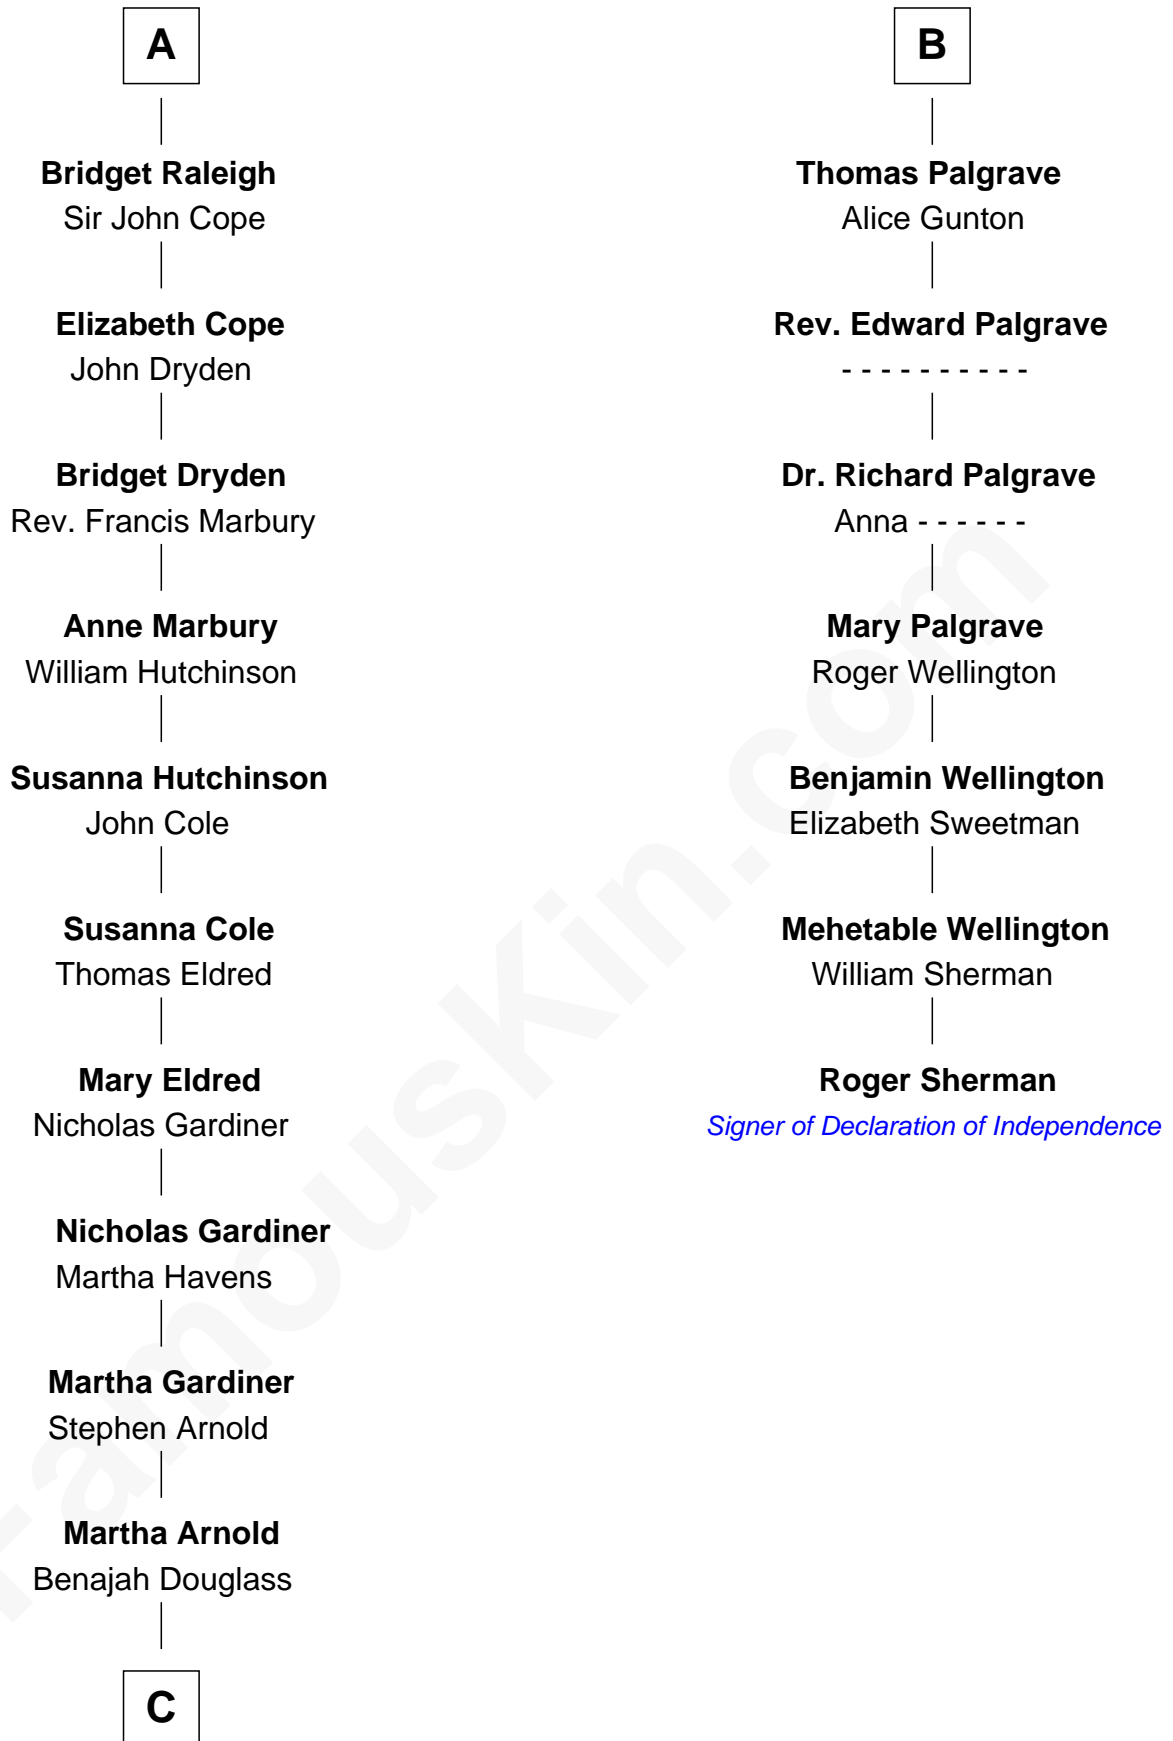 A
Bridget Raleigh
Sir John Cope
Elizabeth Cope
John Dryden
Bridget Dryden
Rev. Francis Marbury
Anne Marbury
William Hutchinson
Susanna Hutchinson
John Cole
Susanna Cole
Thomas Eldred
Mary Eldred
Nicholas Gardiner
Nicholas Gardiner
Martha Havens
Martha Gardiner
Stephen Arnold
Martha Arnold
Benajah Douglass
C
B
Thomas Palgrave
Alice Gunton
Rev. Edward Palgrave
- - - - - - - - - -
Dr. Richard Palgrave
Anna - - - - - -
Mary Palgrave
Roger Wellington
Benjamin Wellington
Elizabeth Sweetman
Mehetable Wellington
William Sherman
Roger Sherman
Signer of Declaration of Independence
FamousKin.com